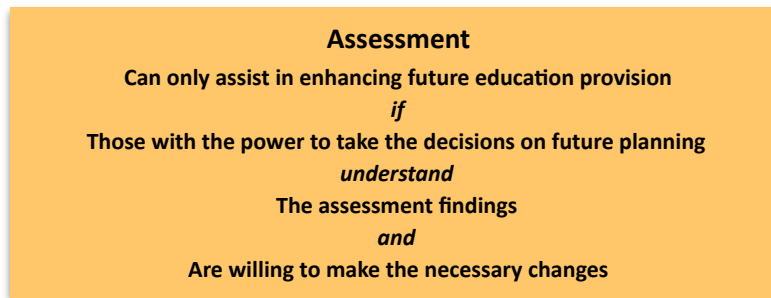 Assessment
Can only assist in enhancing future education provision
if
Those with the power to take the decisions on future planning
understand
The assessment findings
and
Are willing to make the necessary changes